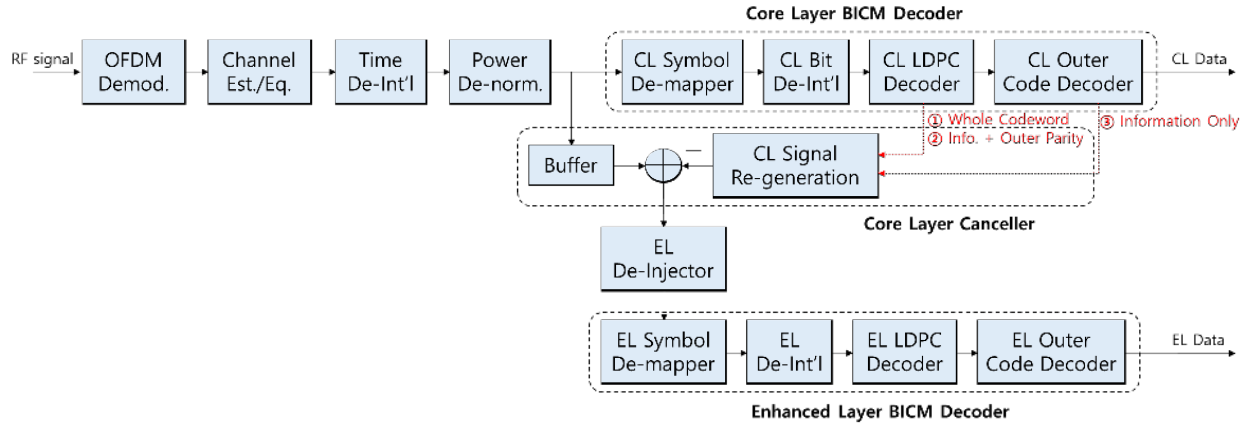 Core Layer BICM Decoder
RF signal
OFDM
Demod.
Channel
Est./Eq.
Time
De-Int'l
Power
De-norm.
CL Symbol
De-mapper
CL Bit
De-Int'l
CL LDPC
Decoder
CL Outer
Code Decoder
CL Data
① Whole Codeword
② Info. + Outer Parity
③ Information Only
Buffer
CL Signal
Re-generation
Core Layer Canceller
EL
De-Injector
EL Symbol
De-mapper
EL
De-Int'l
EL LDPC
Decoder
EL Outer
Code Decoder
EL Data
Enhanced Layer BICM Decoder